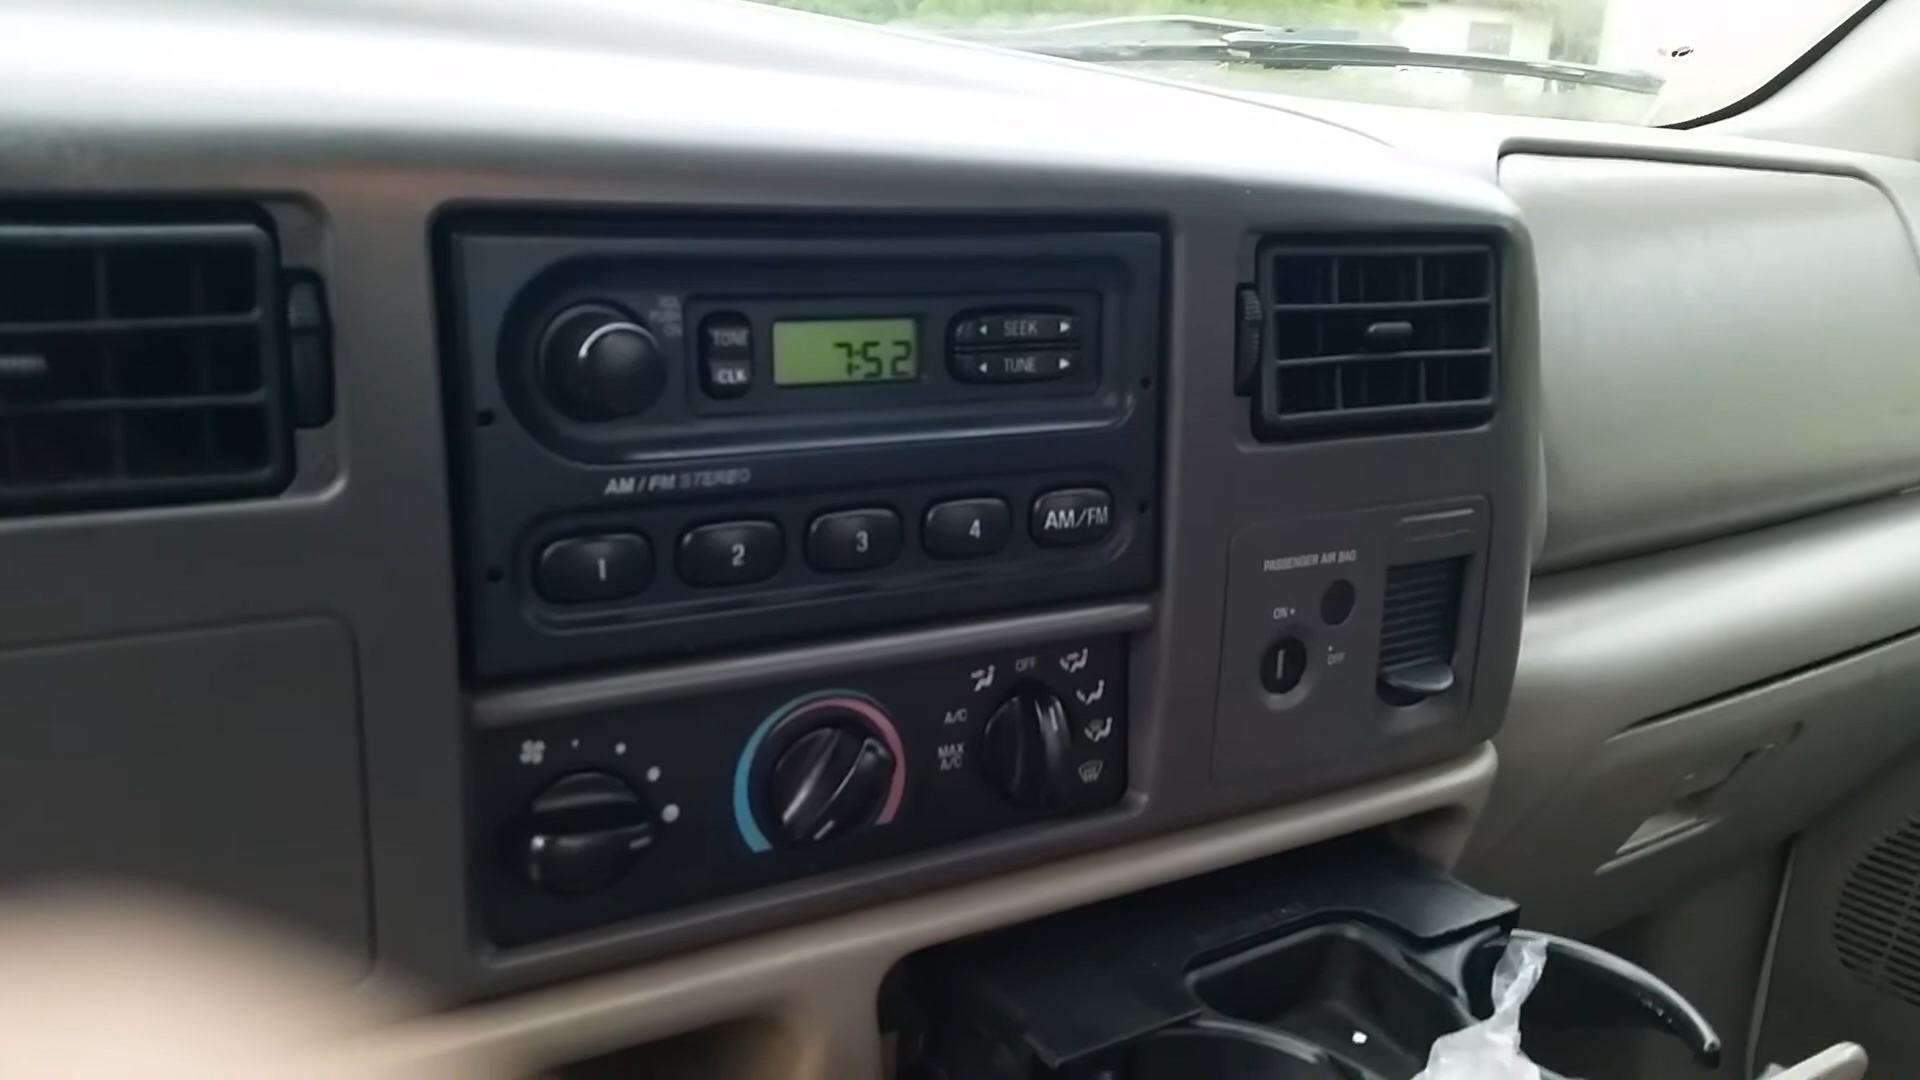 VOL
PUSH
ON
TONE
CLK
7:52
SEEK
TUNE
AM/FM STEREO
1
2
3
4
AM/FM
PASSENGER AIR BAG
ON
OFF
OFF
A/C
MAX
A/C